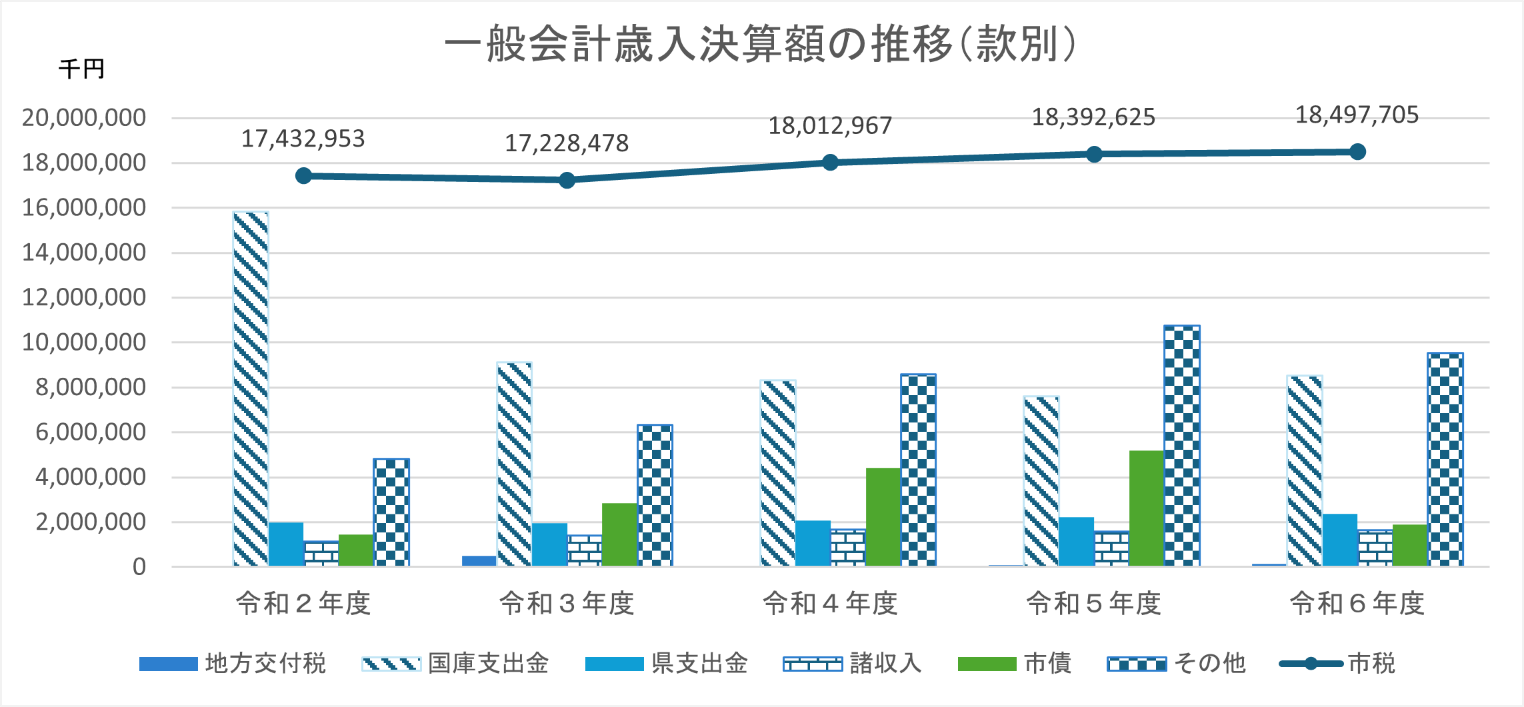 一般会計歳入決算額の推移（款別）
千円
20,000,000
18,000,000
16,000,000
14,000,000
12,000,000
10,000,000
8,000,000
6,000,000
4,000,000
2,000,000
0
17,432,953
17,228,478
18,012,967
18,392,625
18,497,705
令和２年度
令和３年度
令和４年度
令和５年度
令和６年度
地方交付税
国庫支出金
県支出金
諸収入
市債
その他
市税